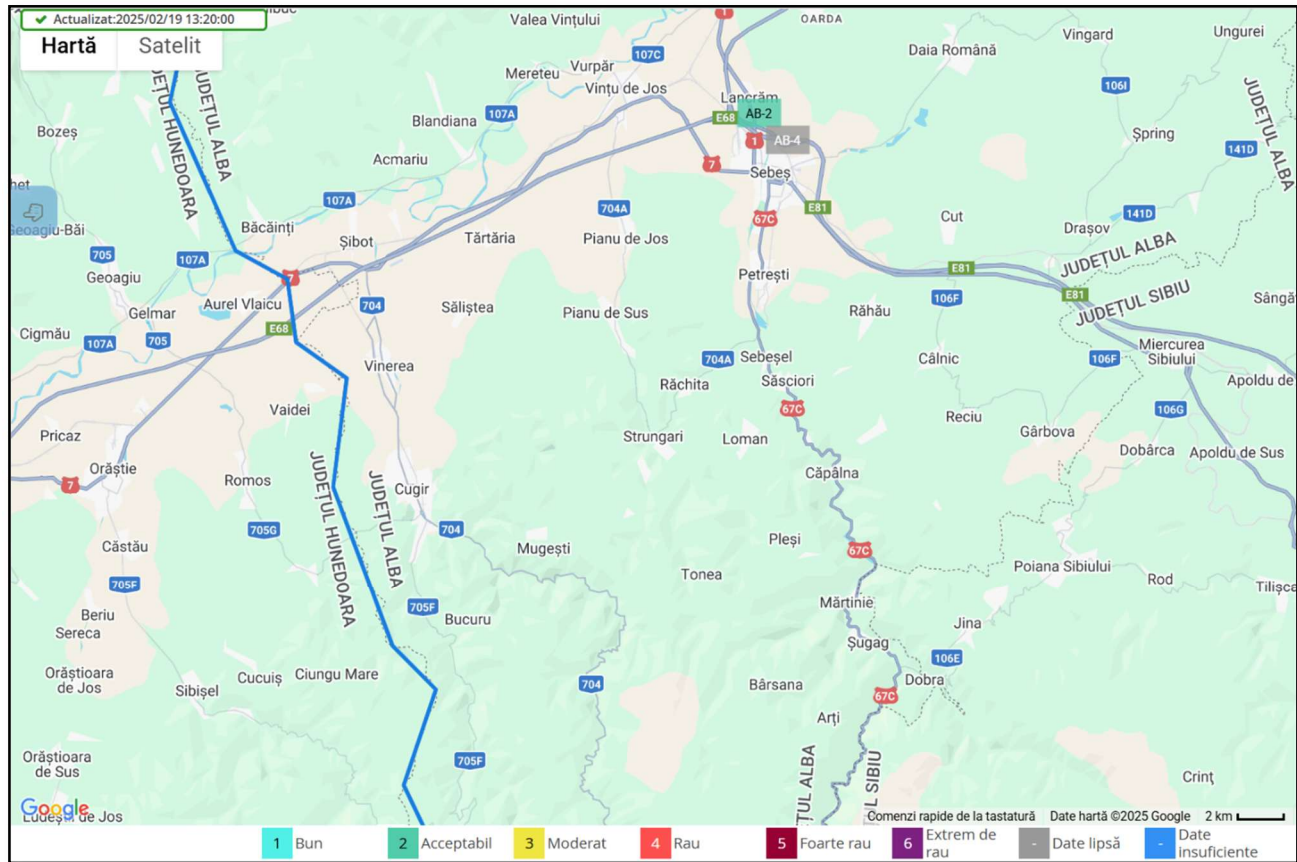 Actualizat:2025/02/19 13:20:00
Hartă
Satelit
Valea Vințului
1
OARDA
Vingard
Ungurei
107C
Daia Română
Mereteu
Vurpăr
Vințu de Jos
106I
JUDEȚUL ALBA
JUDEȚUL HUNEDOARA
Lancrăm
AB-2
E68
107A
Blandiana
Bozeș
Șpring
1
AB-4
141D
JUDEȚUL ALBA
Acmariu
7
Sebeș
107A
704A
E81
67C
Cut
141D
Geoagiu-Băi
Băcăinți
Șibot
Tărtăria
Pianu de Jos
Drașov
JUDEȚUL ALBA
705
107A
Geoagiu
7
Petrești
E81
E81
JUDEȚUL SIBIU
Aurel Vlaicu
704
Săliștea
106F
Gelmar
Pianu de Sus
Răhău
E68
Cigmău
107A
705
Miercurea
Sibiului
Vinerea
704A
Sebeșel
Câlnic
106F
Răchita
Săsciori
Apoldu de
Vaidei
67C
106G
Reciu
Pricaz
Strungari
Loman
Gârbova
Dobârca
Apoldu de Sus
Orăștie
7
Romos
JUDEȚUL HUNEDOARA
JUDEȚUL ALBA
Cugir
Căpâlna
705G
704
Căstău
Mugești
Pleși
67C
Poiana Sibiului
Tonea
Rod
Tilișca
705F
705F
Beriu
Sereca
Bucuru
Mărtinie
Jina
Șugag
106E
Orăștioara
de Jos
Sibișel
Cucuiș
Ciungu Mare
704
Bârsana
Dobra
67C
Arți
Orăștioara
de Sus
705F
JUDEȚUL ALBA
Crinț
Google
Comenzi rapide de la tastatură
Date hartă ©2025 Google
2 km
1 Bun
2 Acceptabil
3 Moderat
4 Rau
5 Foarte rau
6 Extrem de
rau
- Date lipsă
- Date
insuficiente